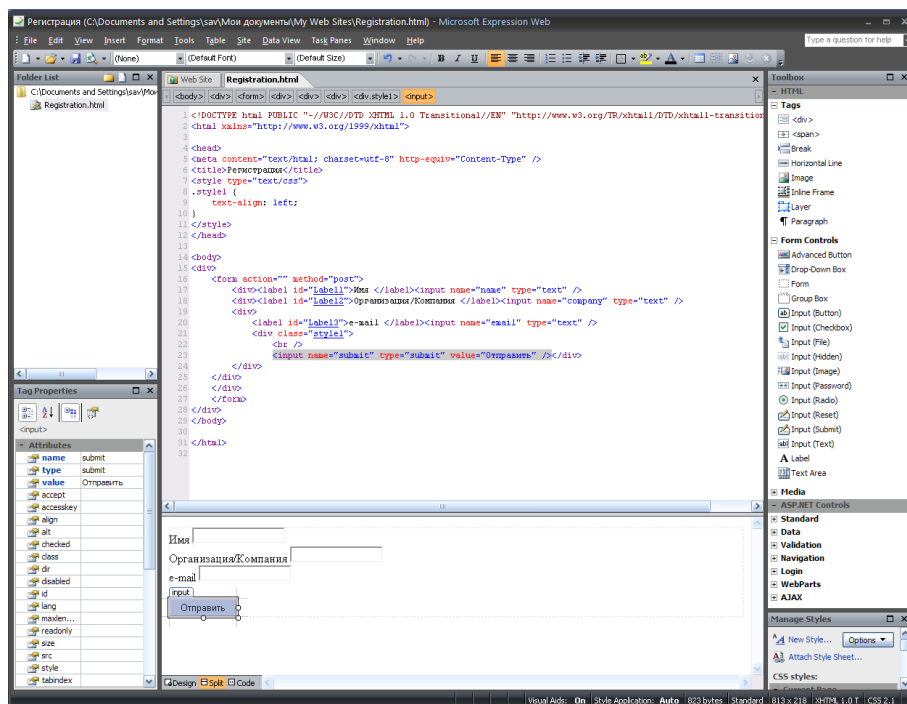 Регистрация (C:\Documents and Settings\sav\Мои документы\My Web Sites\Registration.html) - Microsoft Expression Web
File Edit View Insert Format Tools Table Site Data View Task Panes Window Help
Type a question for help
(None) (Default Font) (Default Size) B I U
Folder List
C:\Documents and Settings\sav\Мои
Registration.html
Web Site Registration.html
<body> <div> <form> <div> <div> <div> <div.style1> <input>
1 <!DOCTYPE html PUBLIC "-//W3C//DTD XHTML 1.0 Transitional//EN" "http://www.w3.org/TR/xhtml1/DTD/xhtml1-transition
2 <html xmlns="http://www.w3.org/1999/xhtml">
3
4 <head>
5 <meta content="text/html; charset=utf-8" http-equiv="Content-Type" />
6 <title>Регистрация</title>
7 <style type="text/css">
8 .style1 {
9 text-align: left;
10 }
11 </style>
12 </head>
13
14 <body>
15 <div>
16 <form action="" method="post">
17 <div><label id="Label1">Имя </label><input name="name" type="text" />
18 <div><label id="Label2">Организация/Компания </label><input name="company" type="text" />
19 <div>
20 <label id="Label3">e-mail </label><input name="email" type="text" />
21 <div class="style1">
22 <br />
23 <input name="submit" type="submit" value="Отправить" /></div>
24 </div>
25 </div>
26 </div>
27 </form>
28 </div>
29 </body>
30
31 </html>
32
Tag Properties
<input>
Attributes
name submit
type submit
value Отправить
accept
accesskey
align
alt
checked
class
dir
disabled
id
lang
maxlen...
readonly
size
src
style
tabindex
Имя
Организация/Компания
e-mail
input
Отправить
Design Split Code
Toolbox
HTML
Tags
<div>
<span>
Break
Horizontal Line
Image
Inline Frame
Layer
Paragraph
Form Controls
Advanced Button
Drop-Down Box
Form
Group Box
Input (Button)
Input (Checkbox)
Input (File)
Input (Hidden)
Input (Image)
Input (Password)
Input (Radio)
Input (Reset)
Input (Submit)
Input (Text)
Label
Text Area
Media
ASP.NET Controls
Standard
Data
Validation
Navigation
Login
WebParts
AJAX
Manage Styles
New Style... Options
Attach Style Sheet...
CSS styles:
Current Page
Visual Aids: On Style Application: Auto 823 bytes Standard 813 x 218 XHTML 1.0 T CSS 2.1